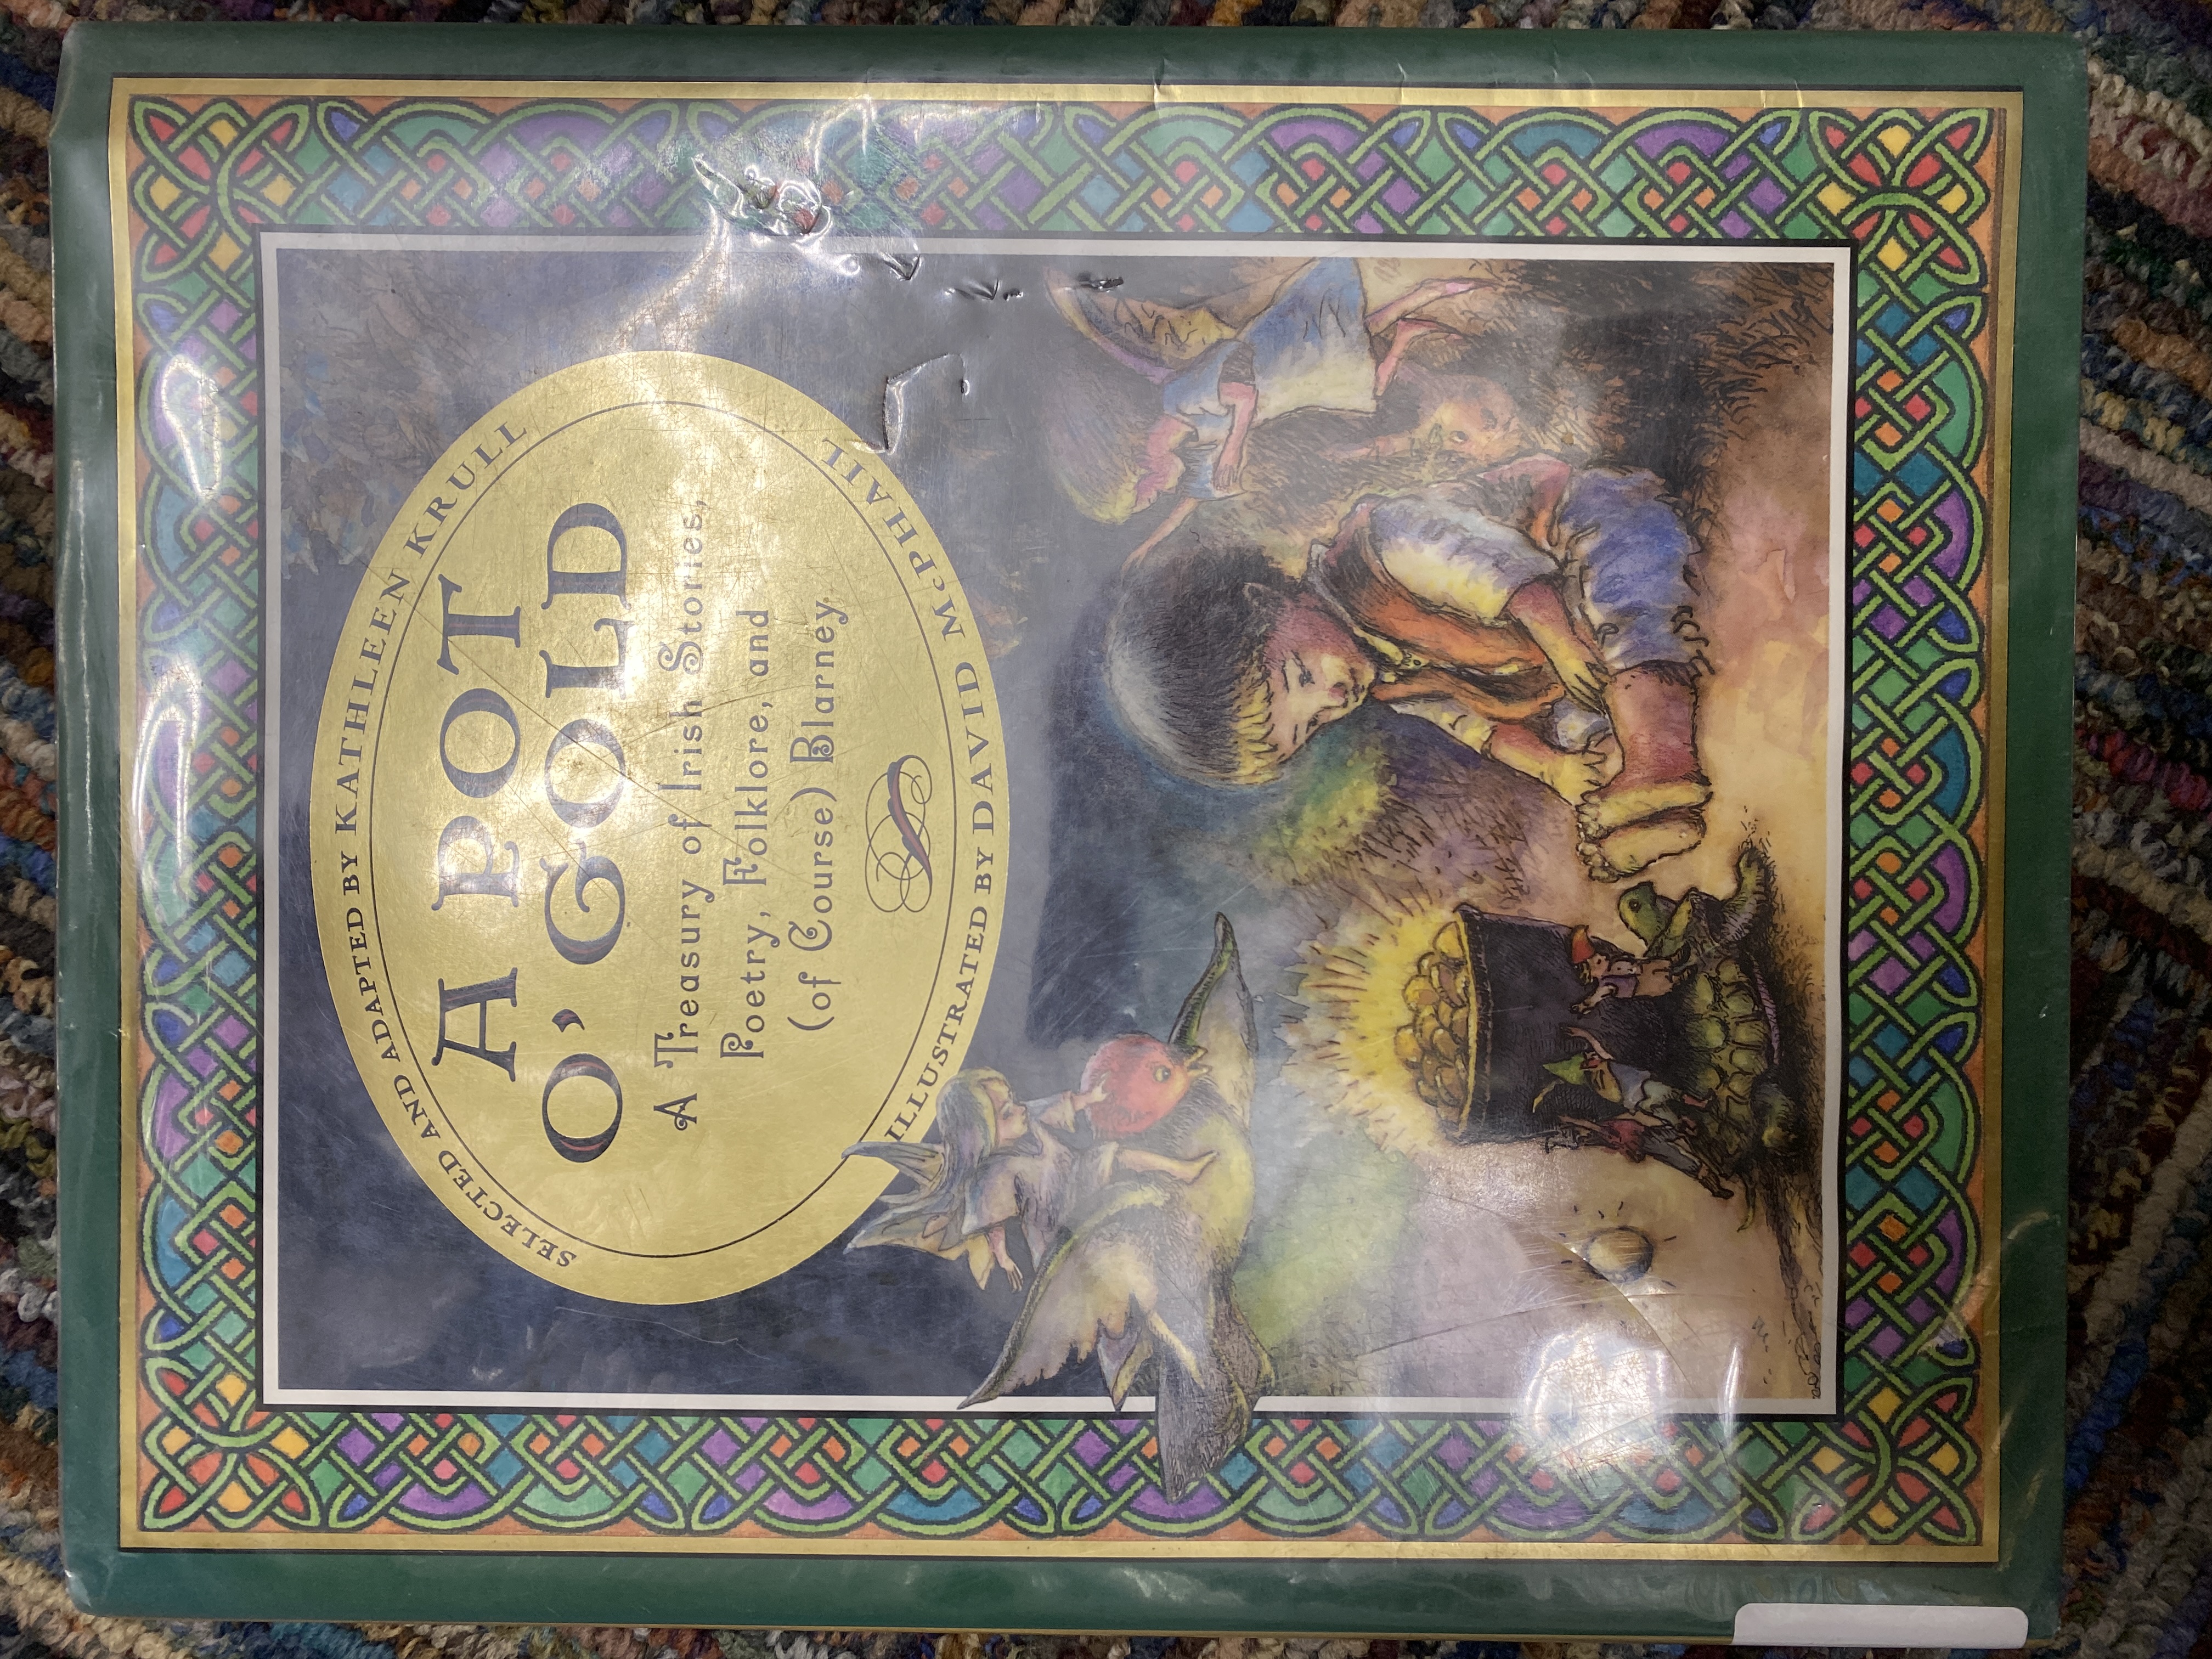 SELECTED AND ADAPTED BY KATHLEEN KRULL
A POT
O' GOLD
A Treasury of Irish Stories,
Poetry, Folklore, and
(of Course) Blarney
ILLUSTRATED BY DAVID McPHAIL